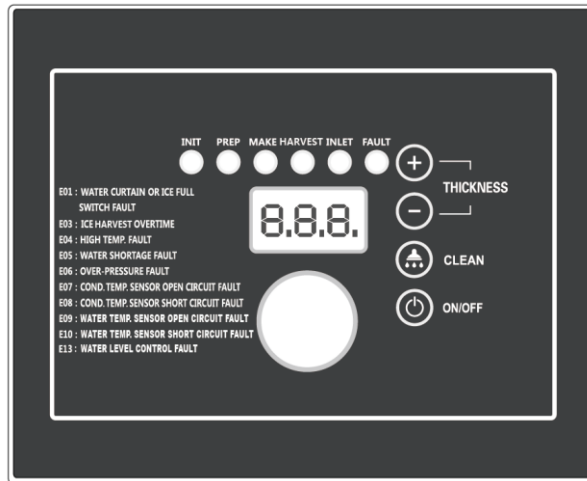 INIT PREP MAKE HARVEST INLET FAULT
+
THICKNESS
E01 : WATER CURTAIN OR ICE FULL
SWITCH FAULT
E03 : ICE HARVEST OVERTIME
E04 : HIGH TEMP. FAULT
E05 : WATER SHORTAGE FAULT
E06 : OVER-PRESSURE FAULT
E07 : COND. TEMP. SENSOR OPEN CIRCUIT FAULT
E08 : COND. TEMP. SENSOR SHORT CIRCUIT FAULT
E09 : WATER TEMP. SENSOR OPEN CIRCUIT FAULT
E10 : WATER TEMP. SENSOR SHORT CIRCUIT FAULT
E13 : WATER LEVEL CONTROL FAULT
8.8.8.
−
CLEAN
ON/OFF